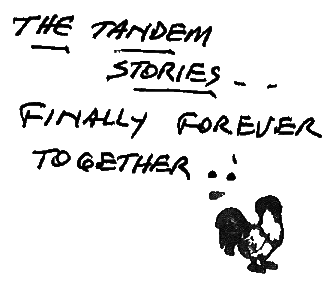 THE TANDEM
STORIES - -
FINALLY FOREVER
TOGETHER . . .